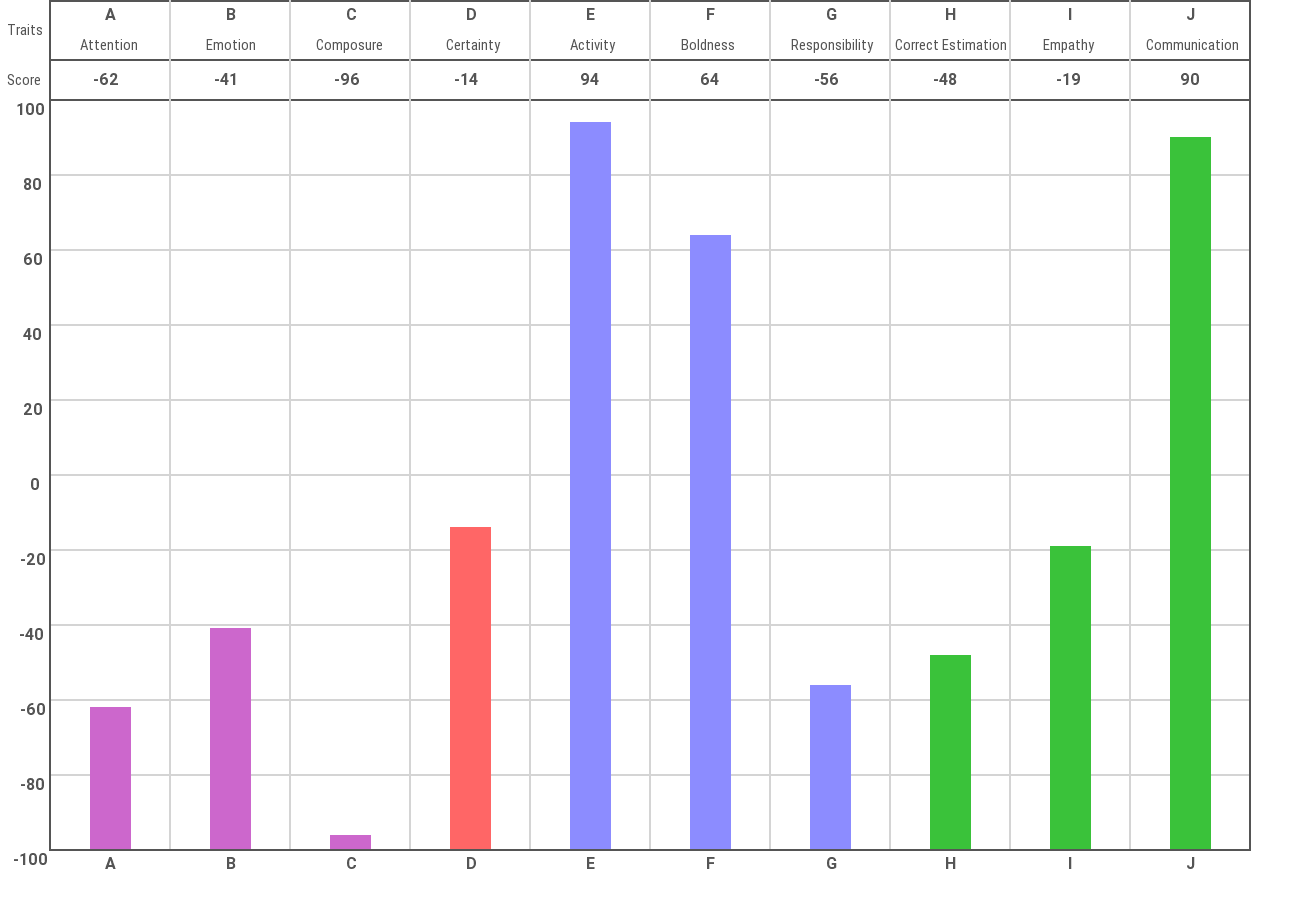 A B C D E F G H I J
Traits
Attention Emotion Composure Certainty Activity Boldness Responsibility Correct Estimation Empathy Communication
Score -62 -41 -96 -14 94 64 -56 -48 -19 90
100
80
60
40
20
0
-20
-40
-60
-80
-100
A B C D E F G H I J